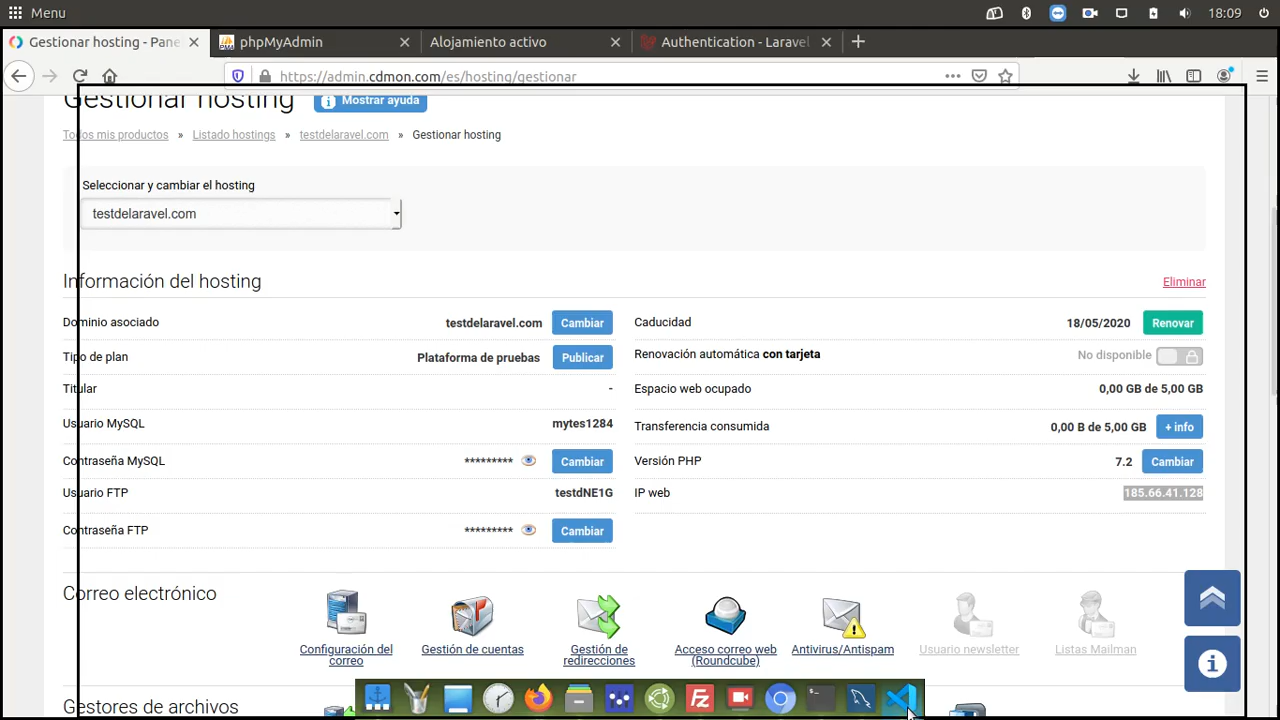 Menu
18:09
Gestionar hosting - Pane
phpMyAdmin
Alojamiento activo
Authentication - Laravel
https://admin.cdmon.com/es/hosting/gestionar
Gestionar hosting
Mostrar ayuda
Todos mis productos » Listado hostings » testdelaravel.com » Gestionar hosting
Seleccionar y cambiar el hosting
testdelaravel.com
Información del hosting
Eliminar
Dominio asociado testdelaravel.com Cambiar
Caducidad 18/05/2020 Renovar
Tipo de plan Plataforma de pruebas Publicar
Renovación automática con tarjeta No disponible
Titular -
Espacio web ocupado 0,00 GB de 5,00 GB
Usuario MySQL mytes1284
Transferencia consumida 0,00 B de 5,00 GB + info
Contraseña MySQL ********* Cambiar
Versión PHP 7.2 Cambiar
Usuario FTP testdNE1G
IP web 185.66.41.128
Contraseña FTP ********* Cambiar
Correo electrónico
Configuración del
correo
Gestión de cuentas
Gestión de
redirecciones
Acceso correo web
(Roundcube)
Antivirus/Antispam
Usuario newsletter
Listas Mailman
Gestores de archivos